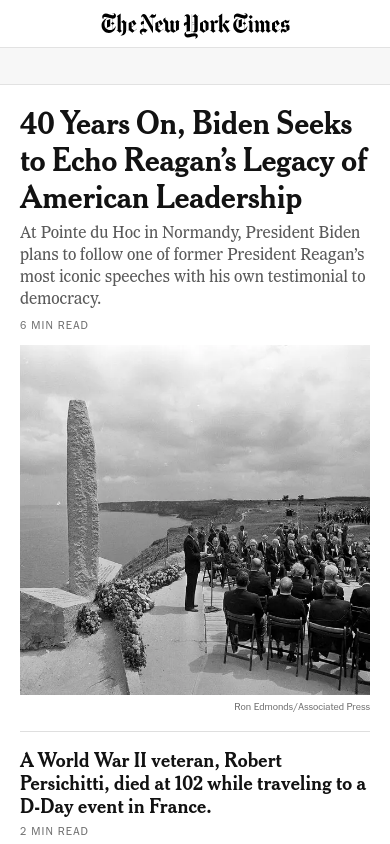 The New York Times
40 Years On, Biden Seeks
to Echo Reagan’s Legacy of
American Leadership
At Pointe du Hoc in Normandy, President Biden
plans to follow one of former President Reagan’s
most iconic speeches with his own testimonial to
democracy.
6 MIN READ
Ron Edmonds/Associated Press
A World War II veteran, Robert
Persichitti, died at 102 while traveling to a
D-Day event in France.
2 MIN READ